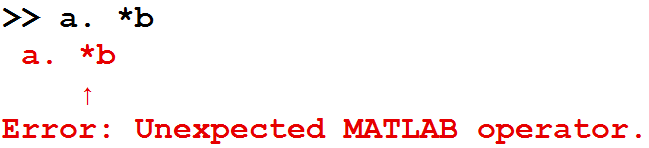 >> a. *b
a. *b
↑
Error: Unexpected MATLAB operator.